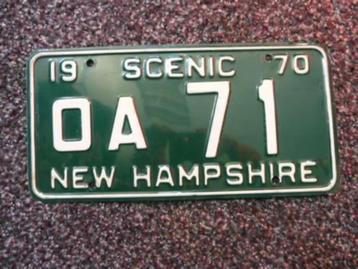 19 SCENIC 70
OA 71
NEW HAMPSHIRE